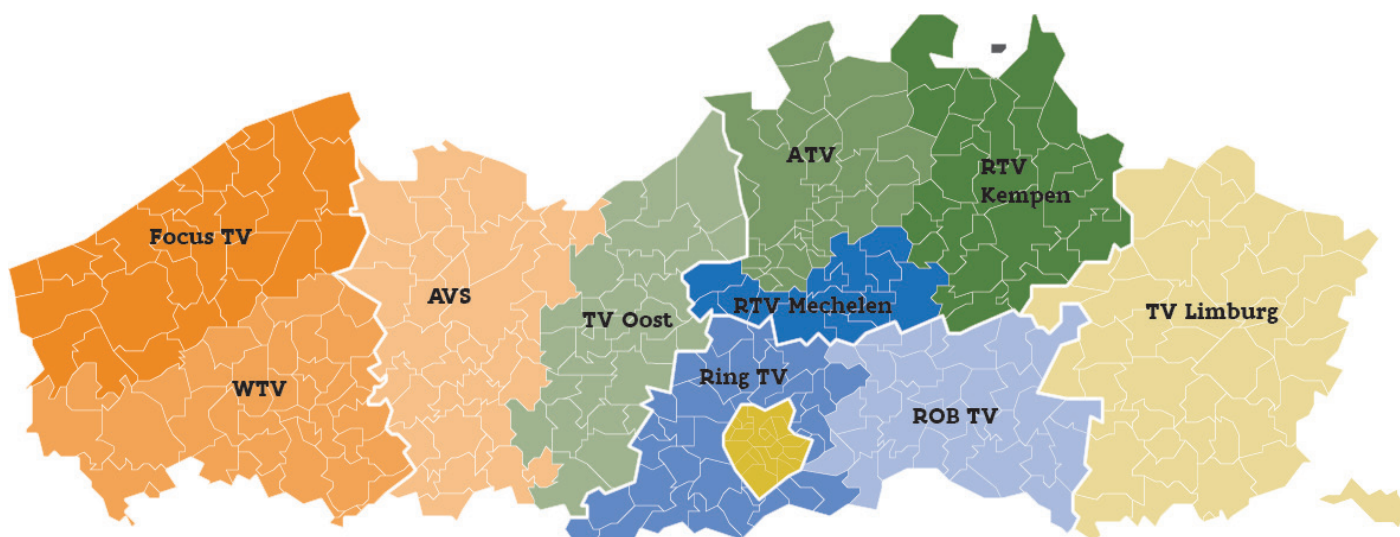 ATV
RTV
Kempen
Focus TV
AVS
RTV Mechelen
TV Oost
TV Limburg
Ring TV
WTV
ROB TV